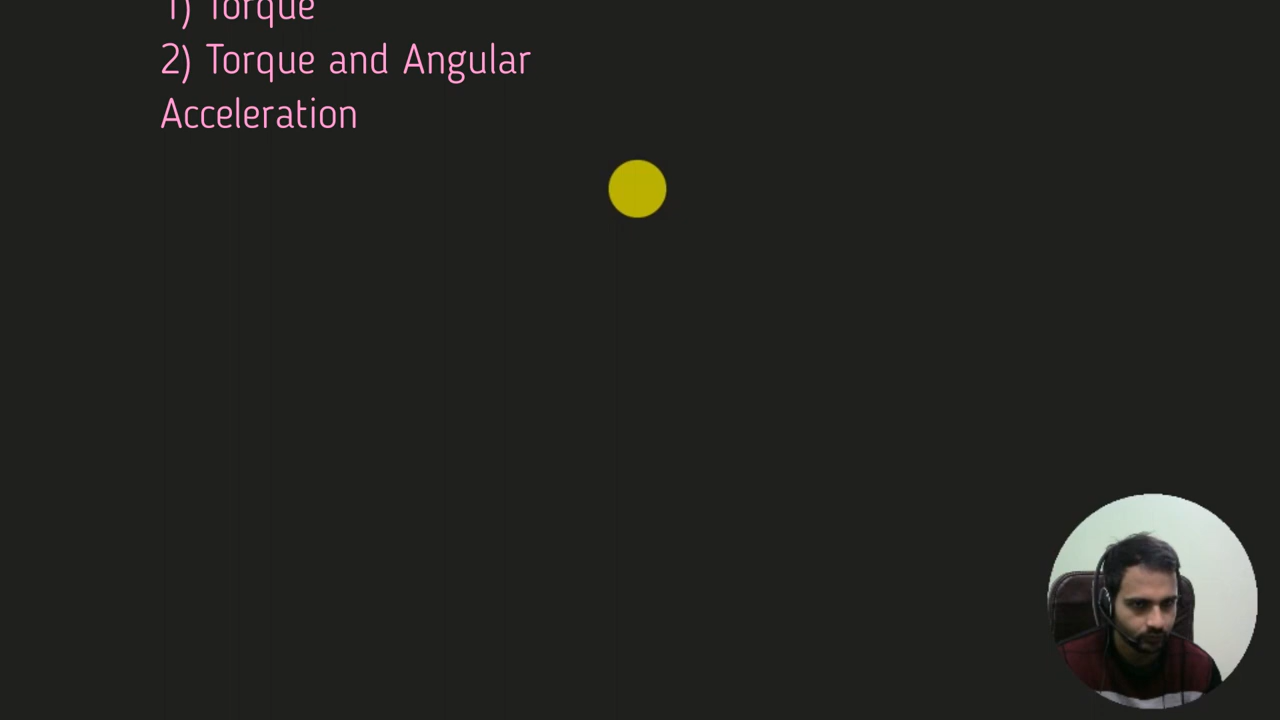 1) Torque
2) Torque and Angular
Acceleration